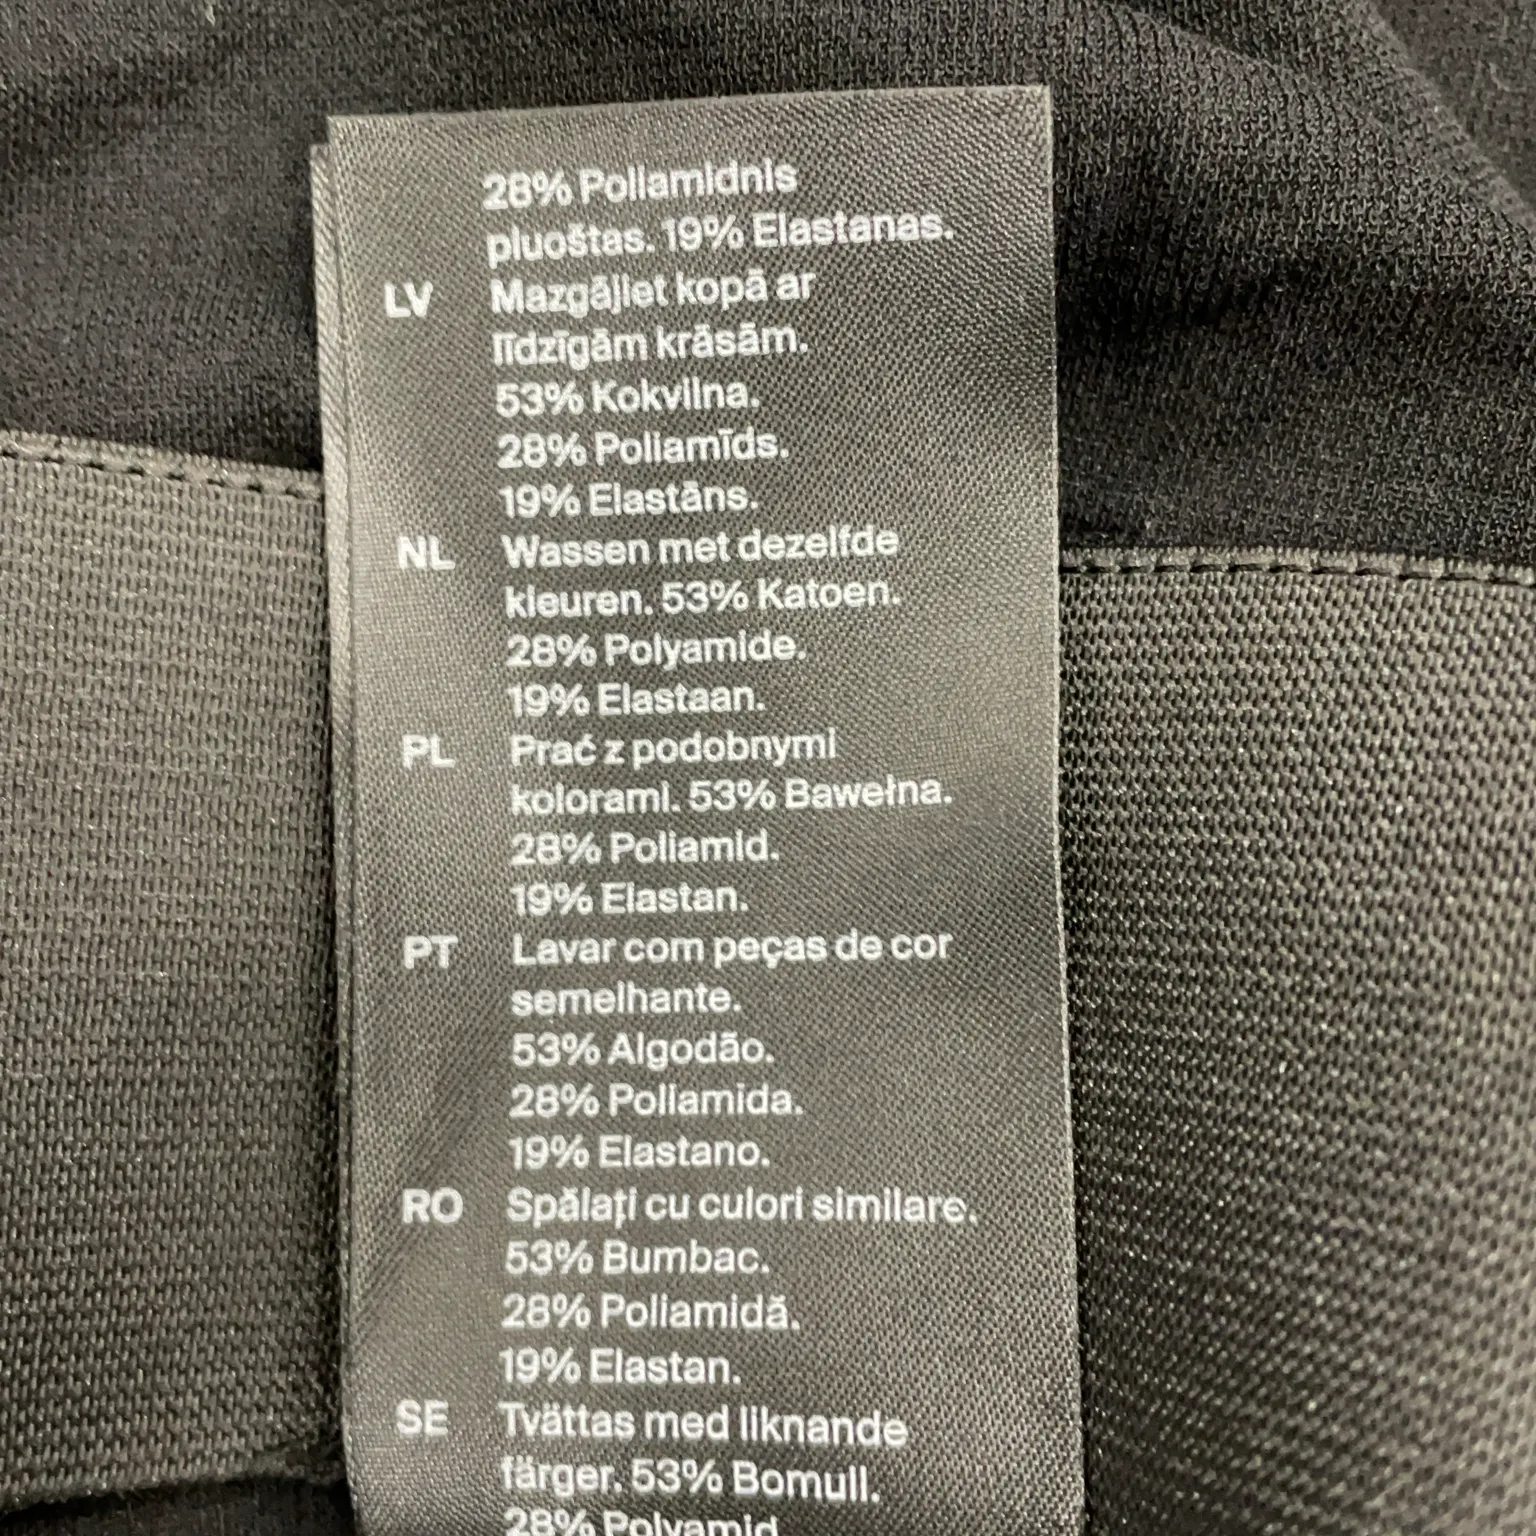 28% Poliamidnis
pluoštas. 19% Elastanas.
LV Mazgājiet kopā ar
līdzīgām krāsām.
53% Kokvilna.
28% Poliamīds.
19% Elastāns.
NL Wassen met dezelfde
kleuren. 53% Katoen.
28% Polyamide.
19% Elastaan.
PL Prać z podobnymi
kolorami. 53% Bawełna.
28% Poliamid.
19% Elastan.
PT Lavar com peças de cor
semelhante.
53% Algodão.
28% Poliamida.
19% Elastano.
RO Spălați cu culori similare.
53% Bumbac.
28% Poliamidă.
19% Elastan.
SE Tvättas med liknande
färger. 53% Bomull.
28% Polyamid